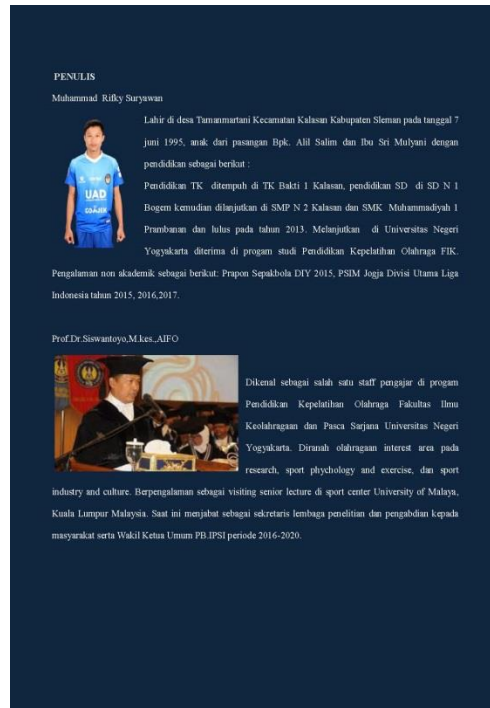 PENULIS
Muhammad Rifky Suryawan
Lahir di desa Tamanmartani Kecamatan Kalasan Kabupaten Sleman pada tanggal 7
juni 1995, anak dari pasangan Bpk. Alil Salim dan Ibu Sri Mulyani dengan
pendidikan sebagai berikut :
Pendidikan TK ditempuh di TK Bakti 1 Kalasan, pendidikan SD di SD N 1
Bogem kemudian dilanjutkan di SMP N 2 Kalasan dan SMK Muhammadiyah 1
Prambanan dan lulus pada tahun 2013. Melanjutkan di Universitas Negeri
Yogyakarta diterima di progam studi Pendidikan Kepelatihan Olahraga FIK.
Pengalaman non akademik sebagai berikut: Prapon Sepakbola DIY 2015, PSIM Jogja Divisi Utama Liga
Indonesia tahun 2015, 2016,2017.
UAD
Prof.Dr.Siswantoyo,M.kes.,AIFO
Dikenal sebagai salah satu staff pengajar di progam
Pendidikan Kepelatihan Olahraga Fakultas Ilmu
Keolahragaan dan Pasca Sarjana Universitas Negeri
Yogyakarta. Diranah olahragaan interest area pada
research, sport phychology and exercise, dan sport
industry and culture. Berpengalaman sebagai visiting senior lecture di sport center University of Malaya,
Kuala Lumpur Malaysia. Saat ini menjabat sebagai sekretaris lembaga penelitian dan pengabdian kepada
masyarakat serta Wakil Ketua Umum PB.IPSI periode 2016-2020.